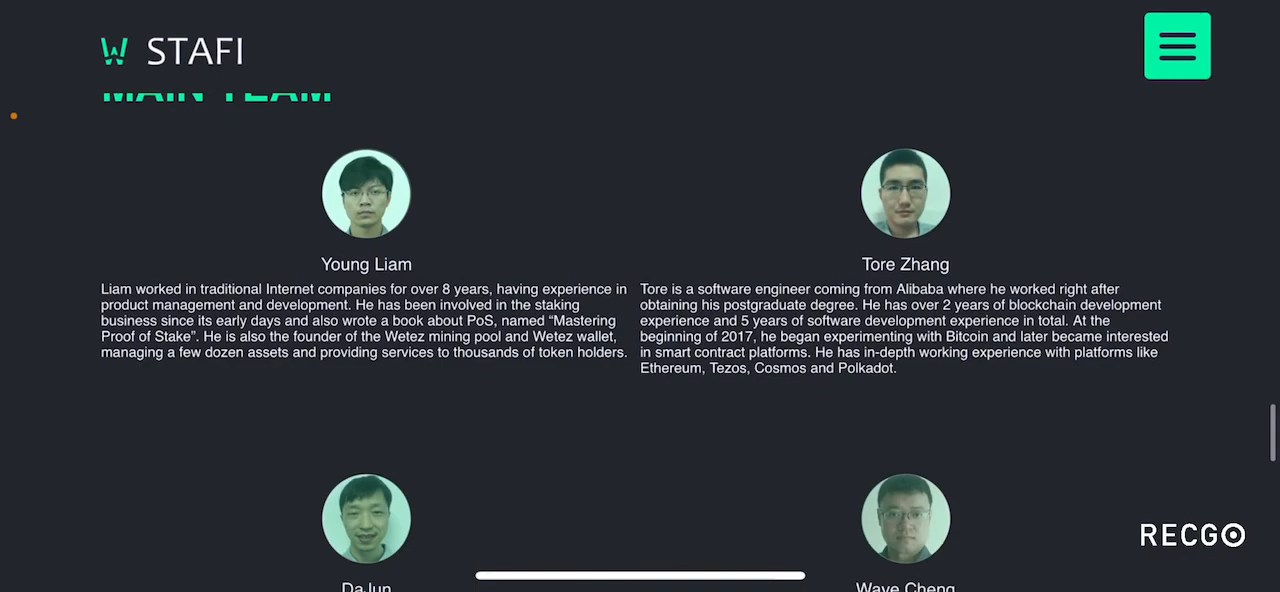 STAFI
MAIN TEAM
Young Liam
Liam worked in traditional Internet companies for over 8 years, having experience in
product management and development. He has been involved in the staking
business since its early days and also wrote a book about PoS, named “Mastering
Proof of Stake”. He is also the founder of the Wetez mining pool and Wetez wallet,
managing a few dozen assets and providing services to thousands of token holders.
Tore Zhang
Tore is a software engineer coming from Alibaba where he worked right after
obtaining his postgraduate degree. He has over 2 years of blockchain development
experience and 5 years of software development experience in total. At the
beginning of 2017, he began experimenting with Bitcoin and later became interested
in smart contract platforms. He has in-depth working experience with platforms like
Ethereum, Tezos, Cosmos and Polkadot.
DaJun
Wave Cheng
RECGO